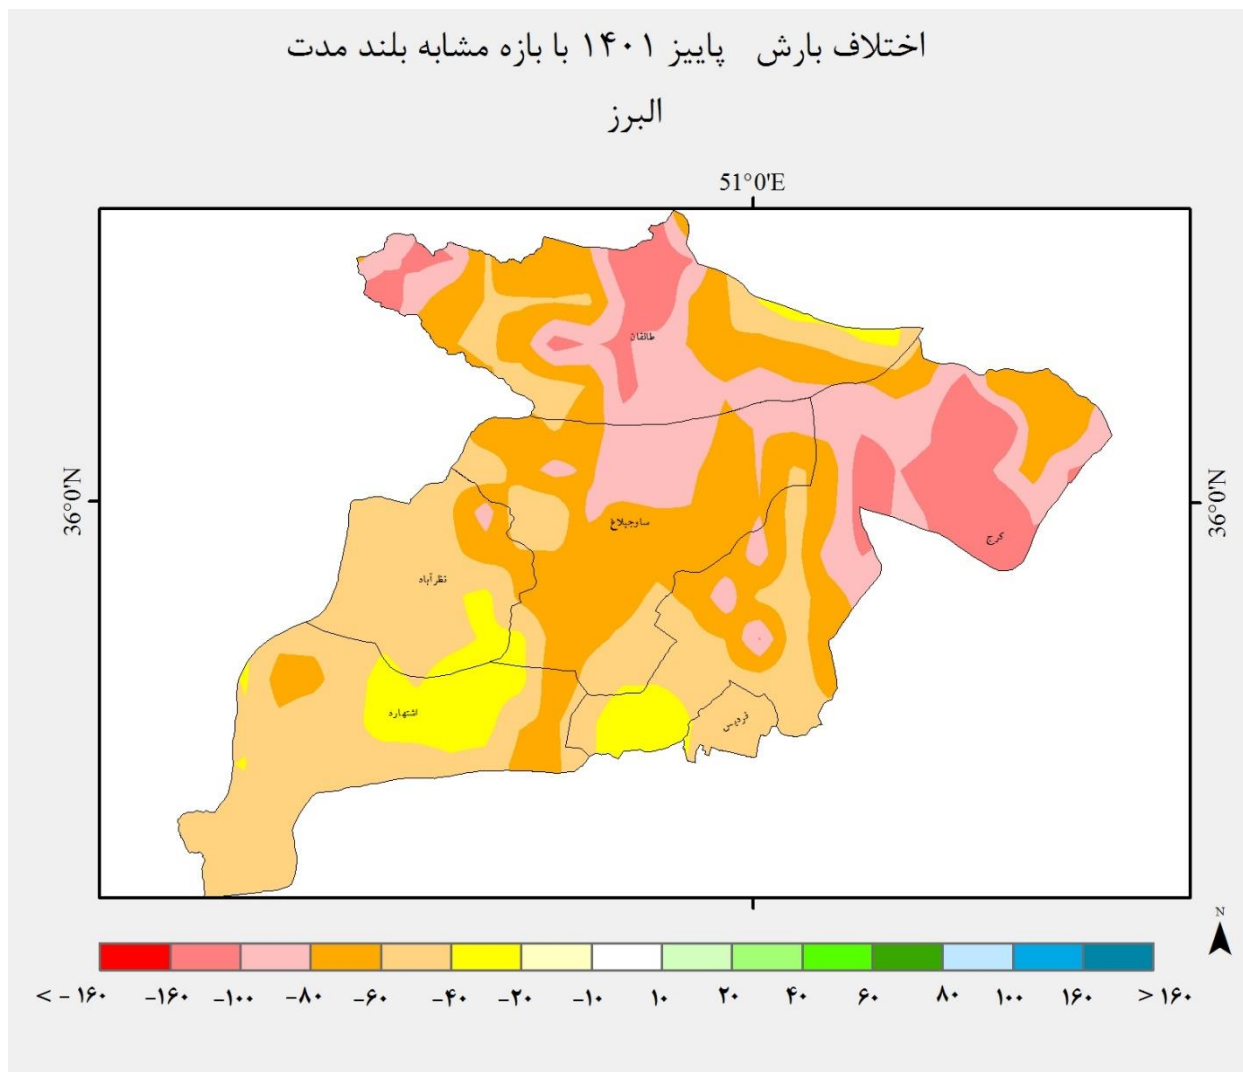 اختلاف بارش پاییز ۱۴۰۱ با بازه مشابه بلند مدت
البرز
51°0'E
36°0'N
36°0'N
طالقان
ساوجبلاغ
کرج
نظرآباد
اشتهارد
فردیس
N
< - ۱۶۰ -۱۶۰ -۱۰۰ -۸۰ -۶۰ -۴۰ -۲۰ -۱۰ ۱۰ ۲۰ ۴۰ ۶۰ ۸۰ ۱۰۰ ۱۶۰ > ۱۶۰